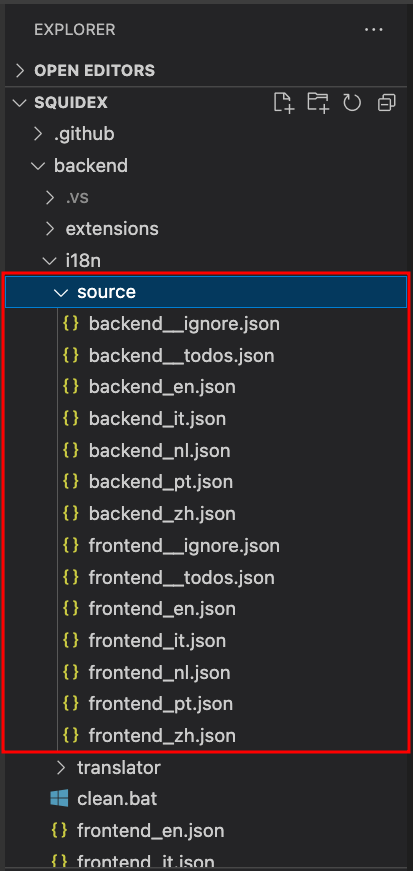 EXPLORER
OPEN EDITORS
SQUIDEX
.github
backend
.vs
extensions
i18n
source
backend__ignore.json
backend__todos.json
backend_en.json
backend_it.json
backend_nl.json
backend_pt.json
backend_zh.json
frontend__ignore.json
frontend__todos.json
frontend_en.json
frontend_it.json
frontend_nl.json
frontend_pt.json
frontend_zh.json
translator
clean.bat
frontend_en.json
frontend_it.json